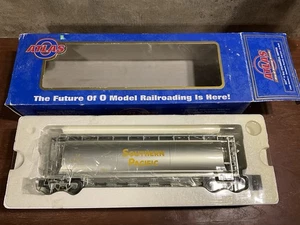 ATLAS
ATLAS
The Future Of O Model Railroading Is Here!
SOUTHERN
PACIFIC